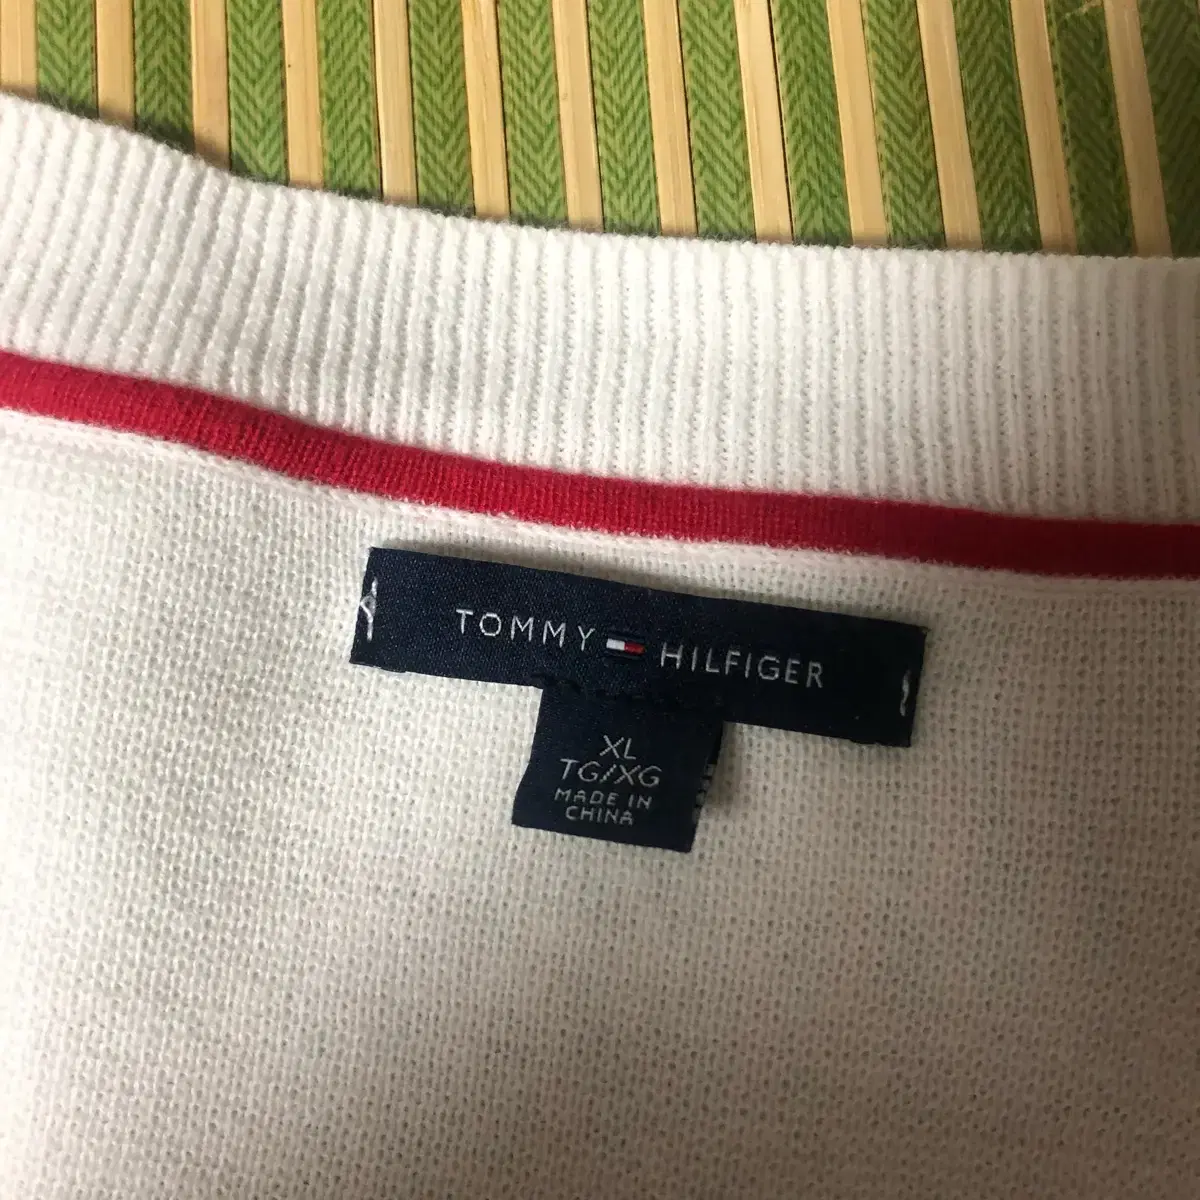 TOMMY HILFIGER
XL
TG/XG
MADE IN
CHINA